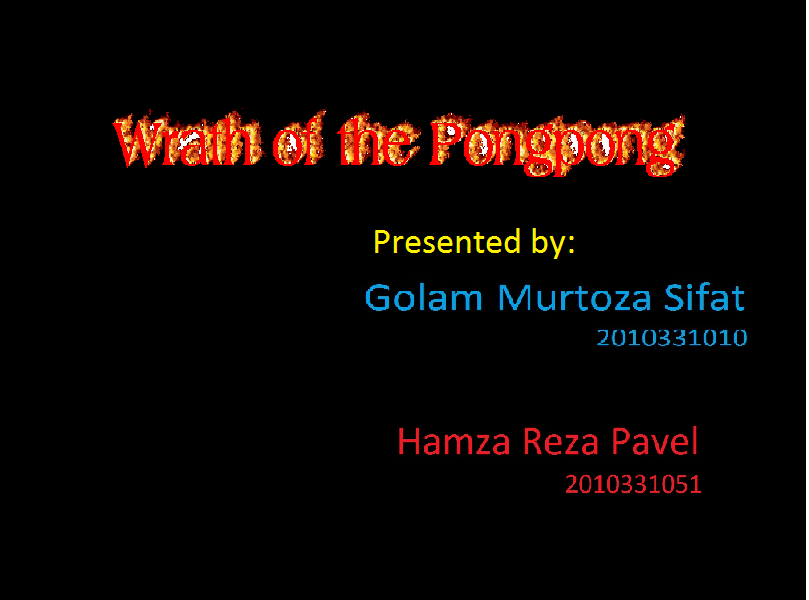 Wrath of the Pongpong
Presented by:
Golam Murtoza Sifat
2010331010
Hamza Reza Pavel
2010331051